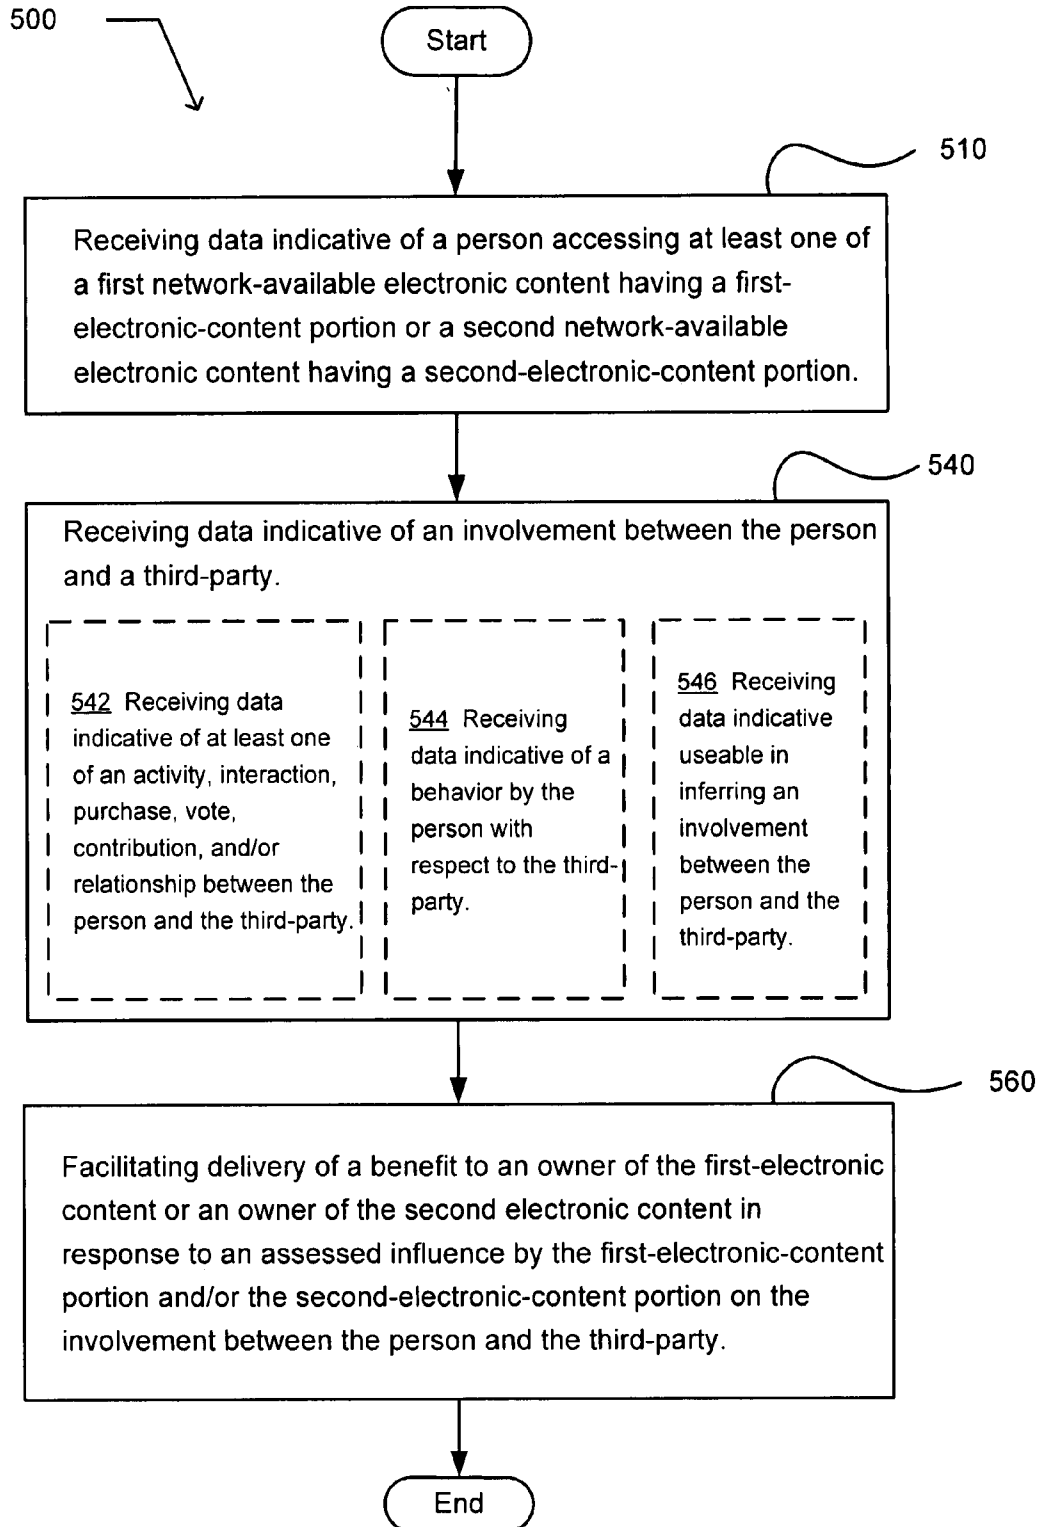 500
Start
510
Receiving data indicative of a person accessing at least one of
a first network-available electronic content having a first-
electronic-content portion or a second network-available
electronic content having a second-electronic-content portion.
540
Receiving data indicative of an involvement between the person
and a third-party.
542 Receiving data
indicative of at least one
of an activity, interaction,
purchase, vote,
contribution, and/or
relationship between the
person and the third-party.
544 Receiving
data indicative of a
behavior by the
person with
respect to the third-
party.
546 Receiving
data indicative
useable in
inferring an
involvement
between the
person and the
third-party.
560
Facilitating delivery of a benefit to an owner of the first-electronic
content or an owner of the second electronic content in
response to an assessed influence by the first-electronic-content
portion and/or the second-electronic-content portion on the
involvement between the person and the third-party.
End